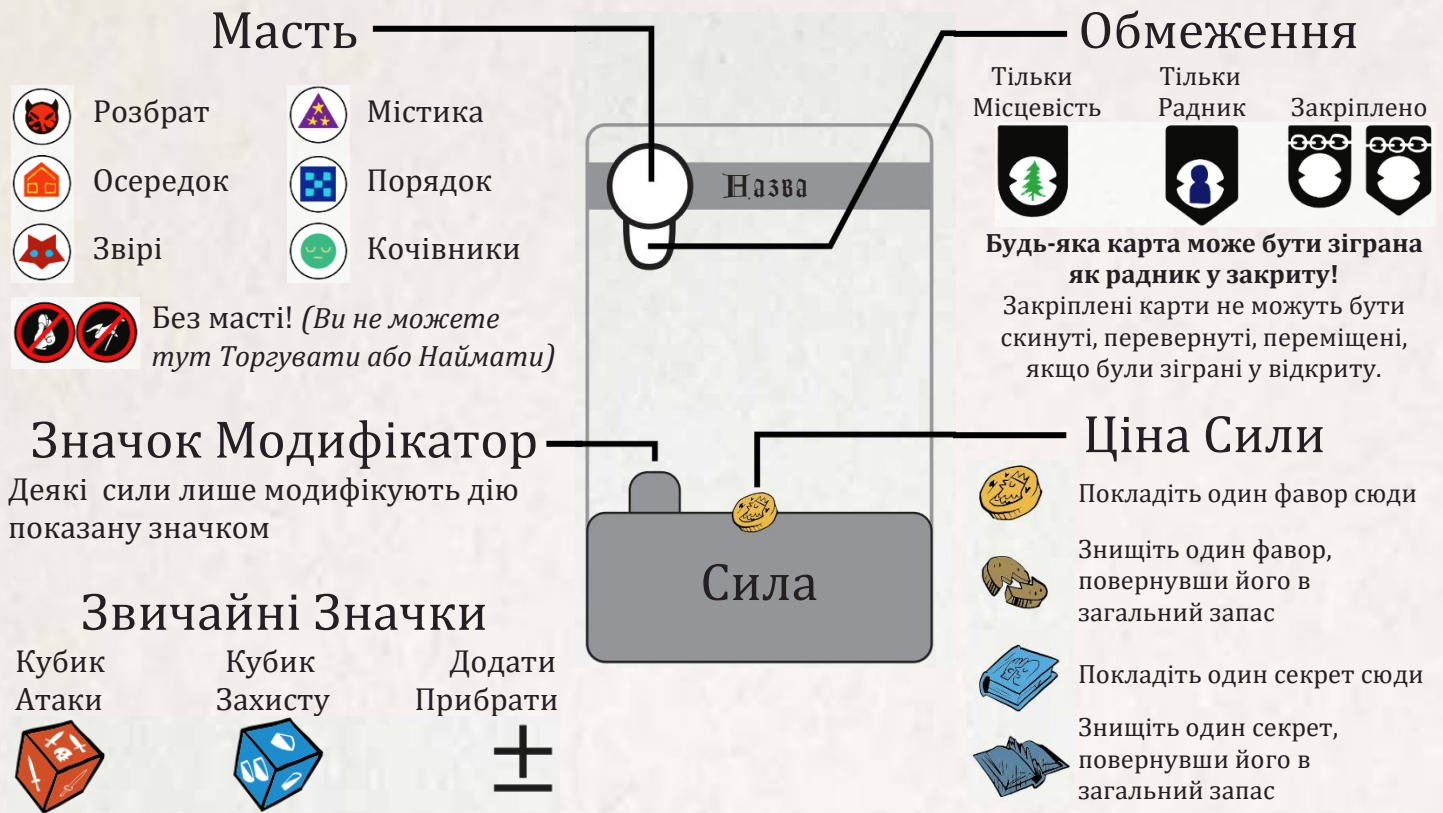 Масть
Розбрат
Містика
Осередок
Порядок
Звірі
Кочівники
Без масті! (Ви не можете
тут Торгувати або Наймати)
Значок Модифікатор
Деякі сили лише модифікують дію
показану значком
Звичайні Значки
Кубик
Атаки
Кубик
Захисту
Додати
Прибрати
Назва
Сила
Обмеження
Тільки
Місцевість
Тільки
Радник
Закріплено
Будь-яка карта може бути зіграна
як радник у закриту!
Закріплені карти не можуть бути
скинуті, перевернуті, переміщені,
якщо були зіграні у відкриту.
Ціна Сили
Покладіть один фавор сюди
Знищіть один фавор,
повернувши його в
загальний запас
Покладіть один секрет сюди
Знищіть один секрет,
повернувши його в
загальний запас